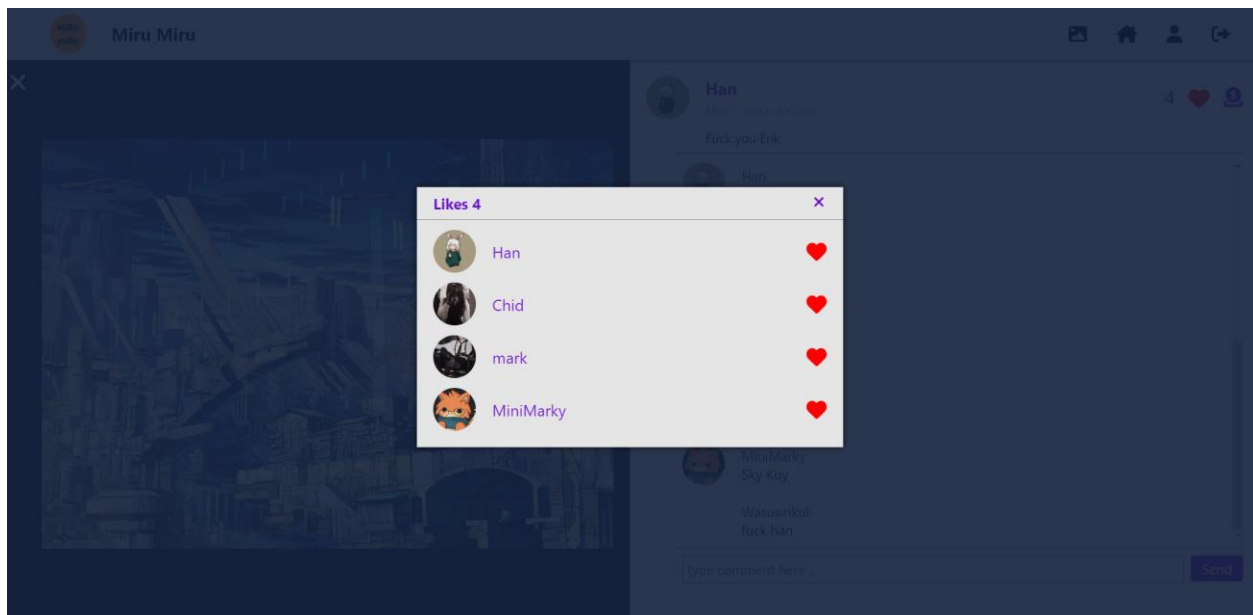 Miru Miru
Han
4
Fuck you Erik
Han
Likes 4
Han
Chid
mark
MiniMarky
MiniMarky
Sky Kuy
Wasusinkul
fuck han
type comment here ..
Send